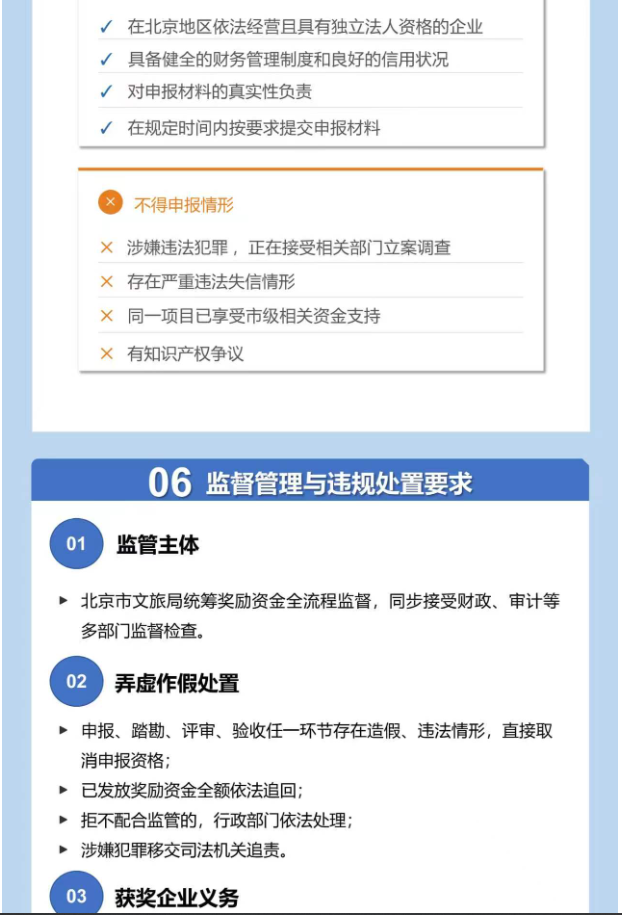 ✓ 在北京地区依法经营且具有独立法人资格的企业
✓ 具备健全的财务管理制度和良好的信用状况
✓ 对申报材料的真实性负责
✓ 在规定时间内按要求提交申报材料
不得申报情形
× 涉嫌违法犯罪，正在接受相关部门立案调查
× 存在严重违法失信情形
× 同一项目已享受市级相关资金支持
× 有知识产权争议
06 监督管理与违规处置要求
01 监管主体
▸ 北京市文旅局统筹奖励资金全流程监督，同步接受财政、审计等
多部门监督检查。
02 弄虚作假处置
▸ 申报、踏勘、评审、验收任一环节存在造假、违法情形，直接取
消申报资格；
▸ 已发放奖励资金全额依法追回；
▸ 拒不配合监管的，行政部门依法处理；
▸ 涉嫌犯罪移交司法机关追责。
03 获奖企业义务